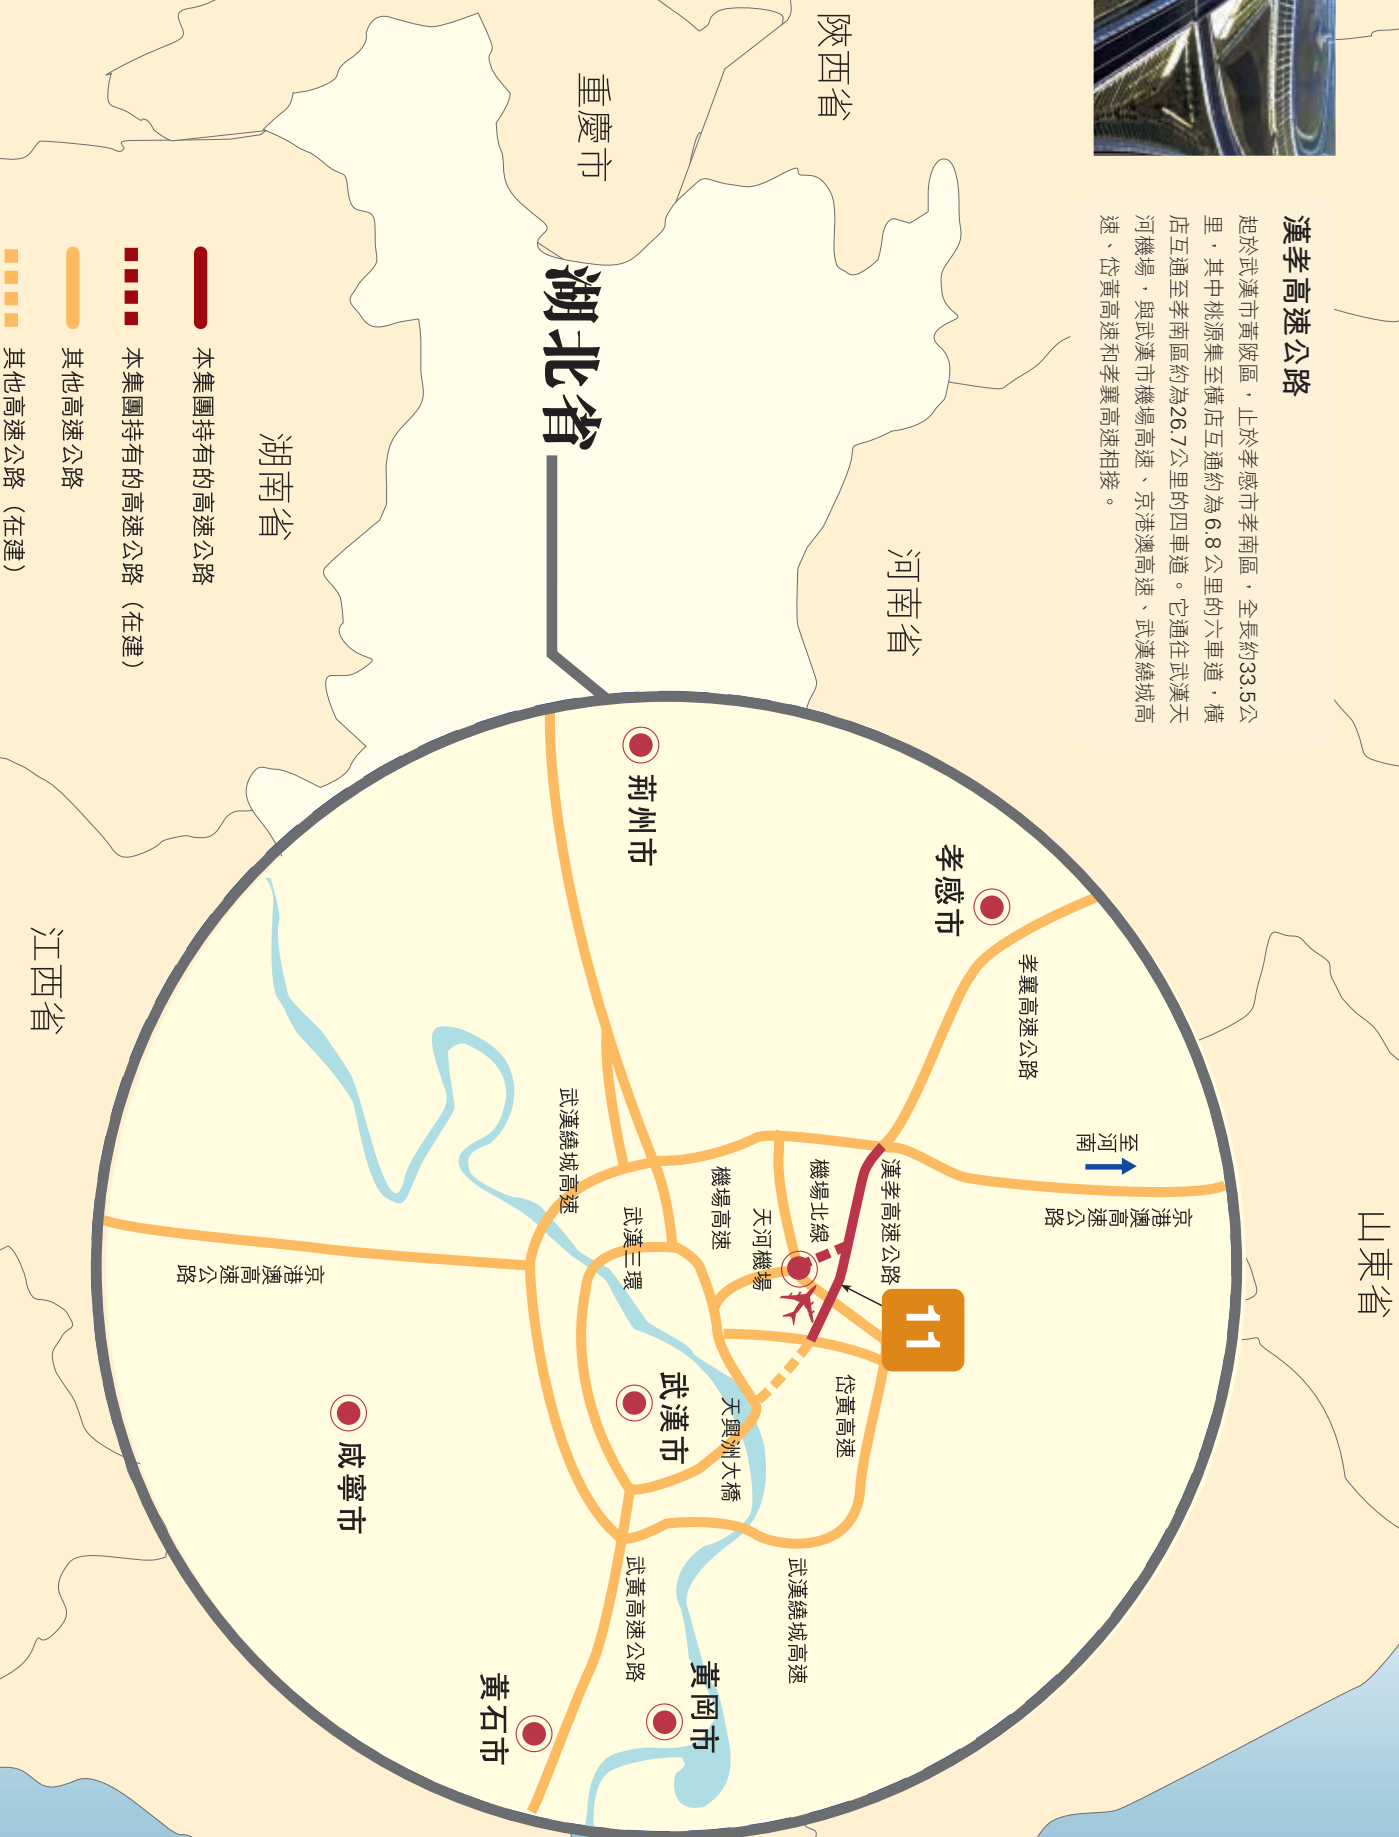 漢孝高速公路
起於武漢市黃陂區，止於孝感市孝南區，全長約33.5公
里，其中桃源集至橫店互通約為6.8公里的六車道，橫
店互通至孝南區約為26.7公里的四車道。它通往武漢天
河機場，與武漢市機場高速、京港澳高速、武漢繞城高
速、岱黃高速和孝襄高速相接。
陝西省
重慶市
湖北省
河南省
湖南省
江西省
山東省
本集團持有的高速公路
本集團持有的高速公路（在建）
其他高速公路
其他高速公路（在建）
孝感市
荊州市
孝襄高速公路
至河南
京港澳高速公路
漢孝高速公路
11
機場北線
天河機場
機場高速
武漢三環
武漢繞城高速
岱黃高速
天興洲大橋
武漢市
武漢繞城高速
京港澳高速公路
咸寧市
武黃高速公路
黃岡市
黃石市